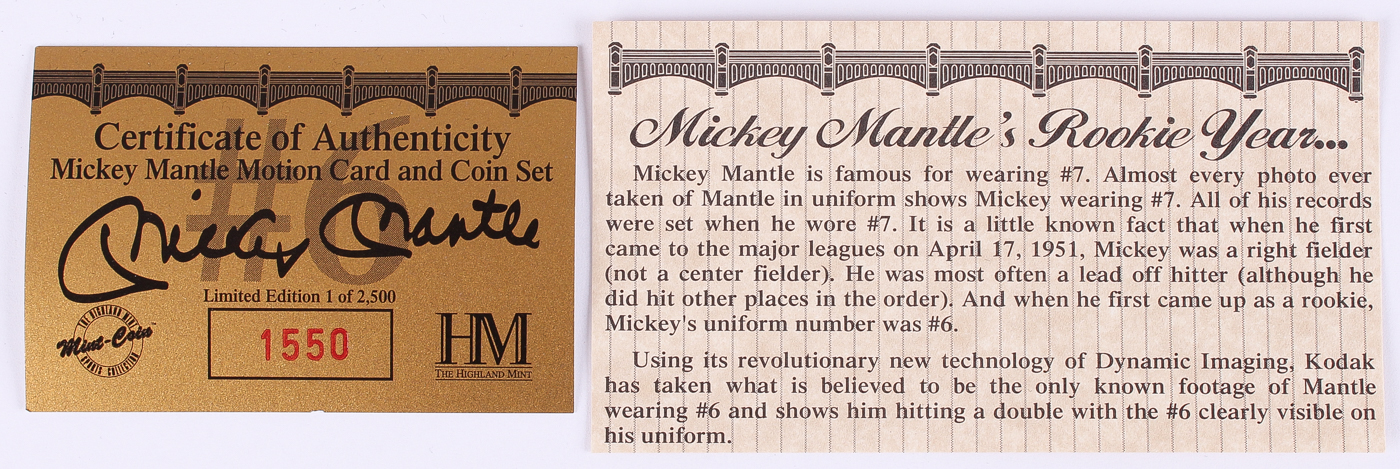 Certificate of Authenticity
Mickey Mantle Motion Card and Coin Set
#6
Mickey Mantle
Limited Edition 1 of 2,500
THE HIGHLAND MINT
Mint-Coin™
SPORTS COLLECTION
1550
HM
THE HIGHLAND MINT
Mickey Mantle's Rookie Year...
Mickey Mantle is famous for wearing #7. Almost every photo ever
taken of Mantle in uniform shows Mickey wearing #7. All of his records
were set when he wore #7. It is a little known fact that when he first
came to the major leagues on April 17, 1951, Mickey was a right fielder
(not a center fielder). He was most often a lead off hitter (although he
did hit other places in the order). And when he first came up as a rookie,
Mickey's uniform number was #6.
Using its revolutionary new technology of Dynamic Imaging, Kodak
has taken what is believed to be the only known footage of Mantle
wearing #6 and shows him hitting a double with the #6 clearly visible on
his uniform.